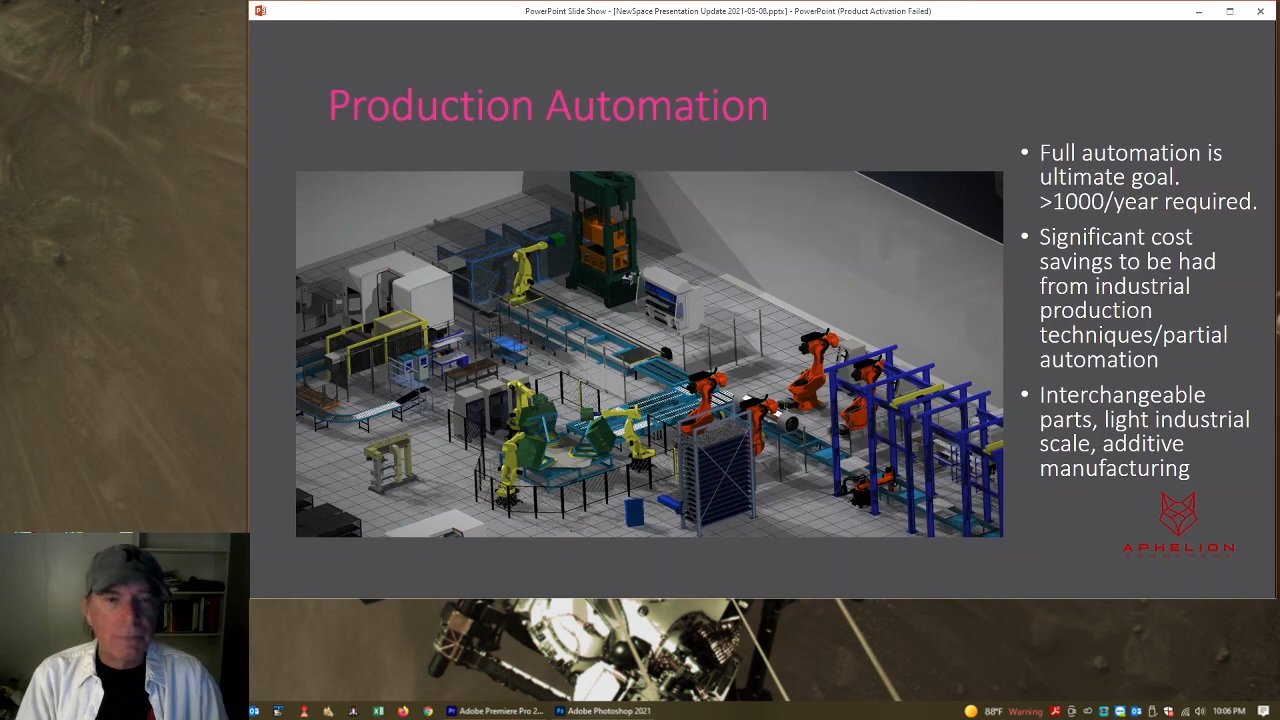 PowerPoint Slide Show - [NewSpace Presentation Update 2021-05-08.pptx] - PowerPoint (Product Activation Failed)
Production Automation
• Full automation is
ultimate goal.
>1000/year required.
• Significant cost
savings to be had
from industrial
production
techniques/partial
automation
• Interchangeable
parts, light industrial
scale, additive
manufacturing
APHELION
Adobe Premiere Pro 2...
Adobe Photoshop 2021
88°F Warning
10:06 PM